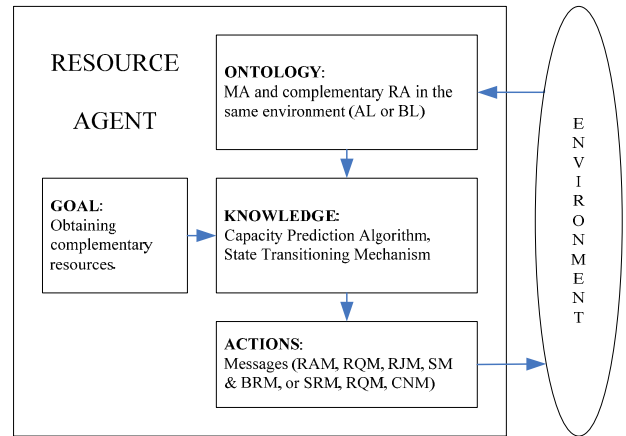 RESOURCE
AGENT
ONTOLOGY:
MA and complementary RA in the
same environment (AL or BL)
GOAL:
Obtaining
complementary
resources.
KNOWLEDGE:
Capacity Prediction Algorithm,
State Transitioning Mechanism
ACTIONS:
Messages (RAM, RQM, RJM, SM
& BRM, or SRM, RQM, CNM)
ENVIRONMENT